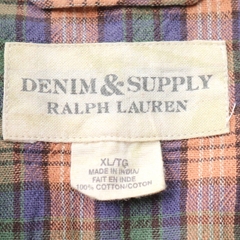 DENIM & SUPPLY
RALPH LAUREN
XL/TG
MADE IN INDIA
FAIT EN INDE
100% COTTON/COTON